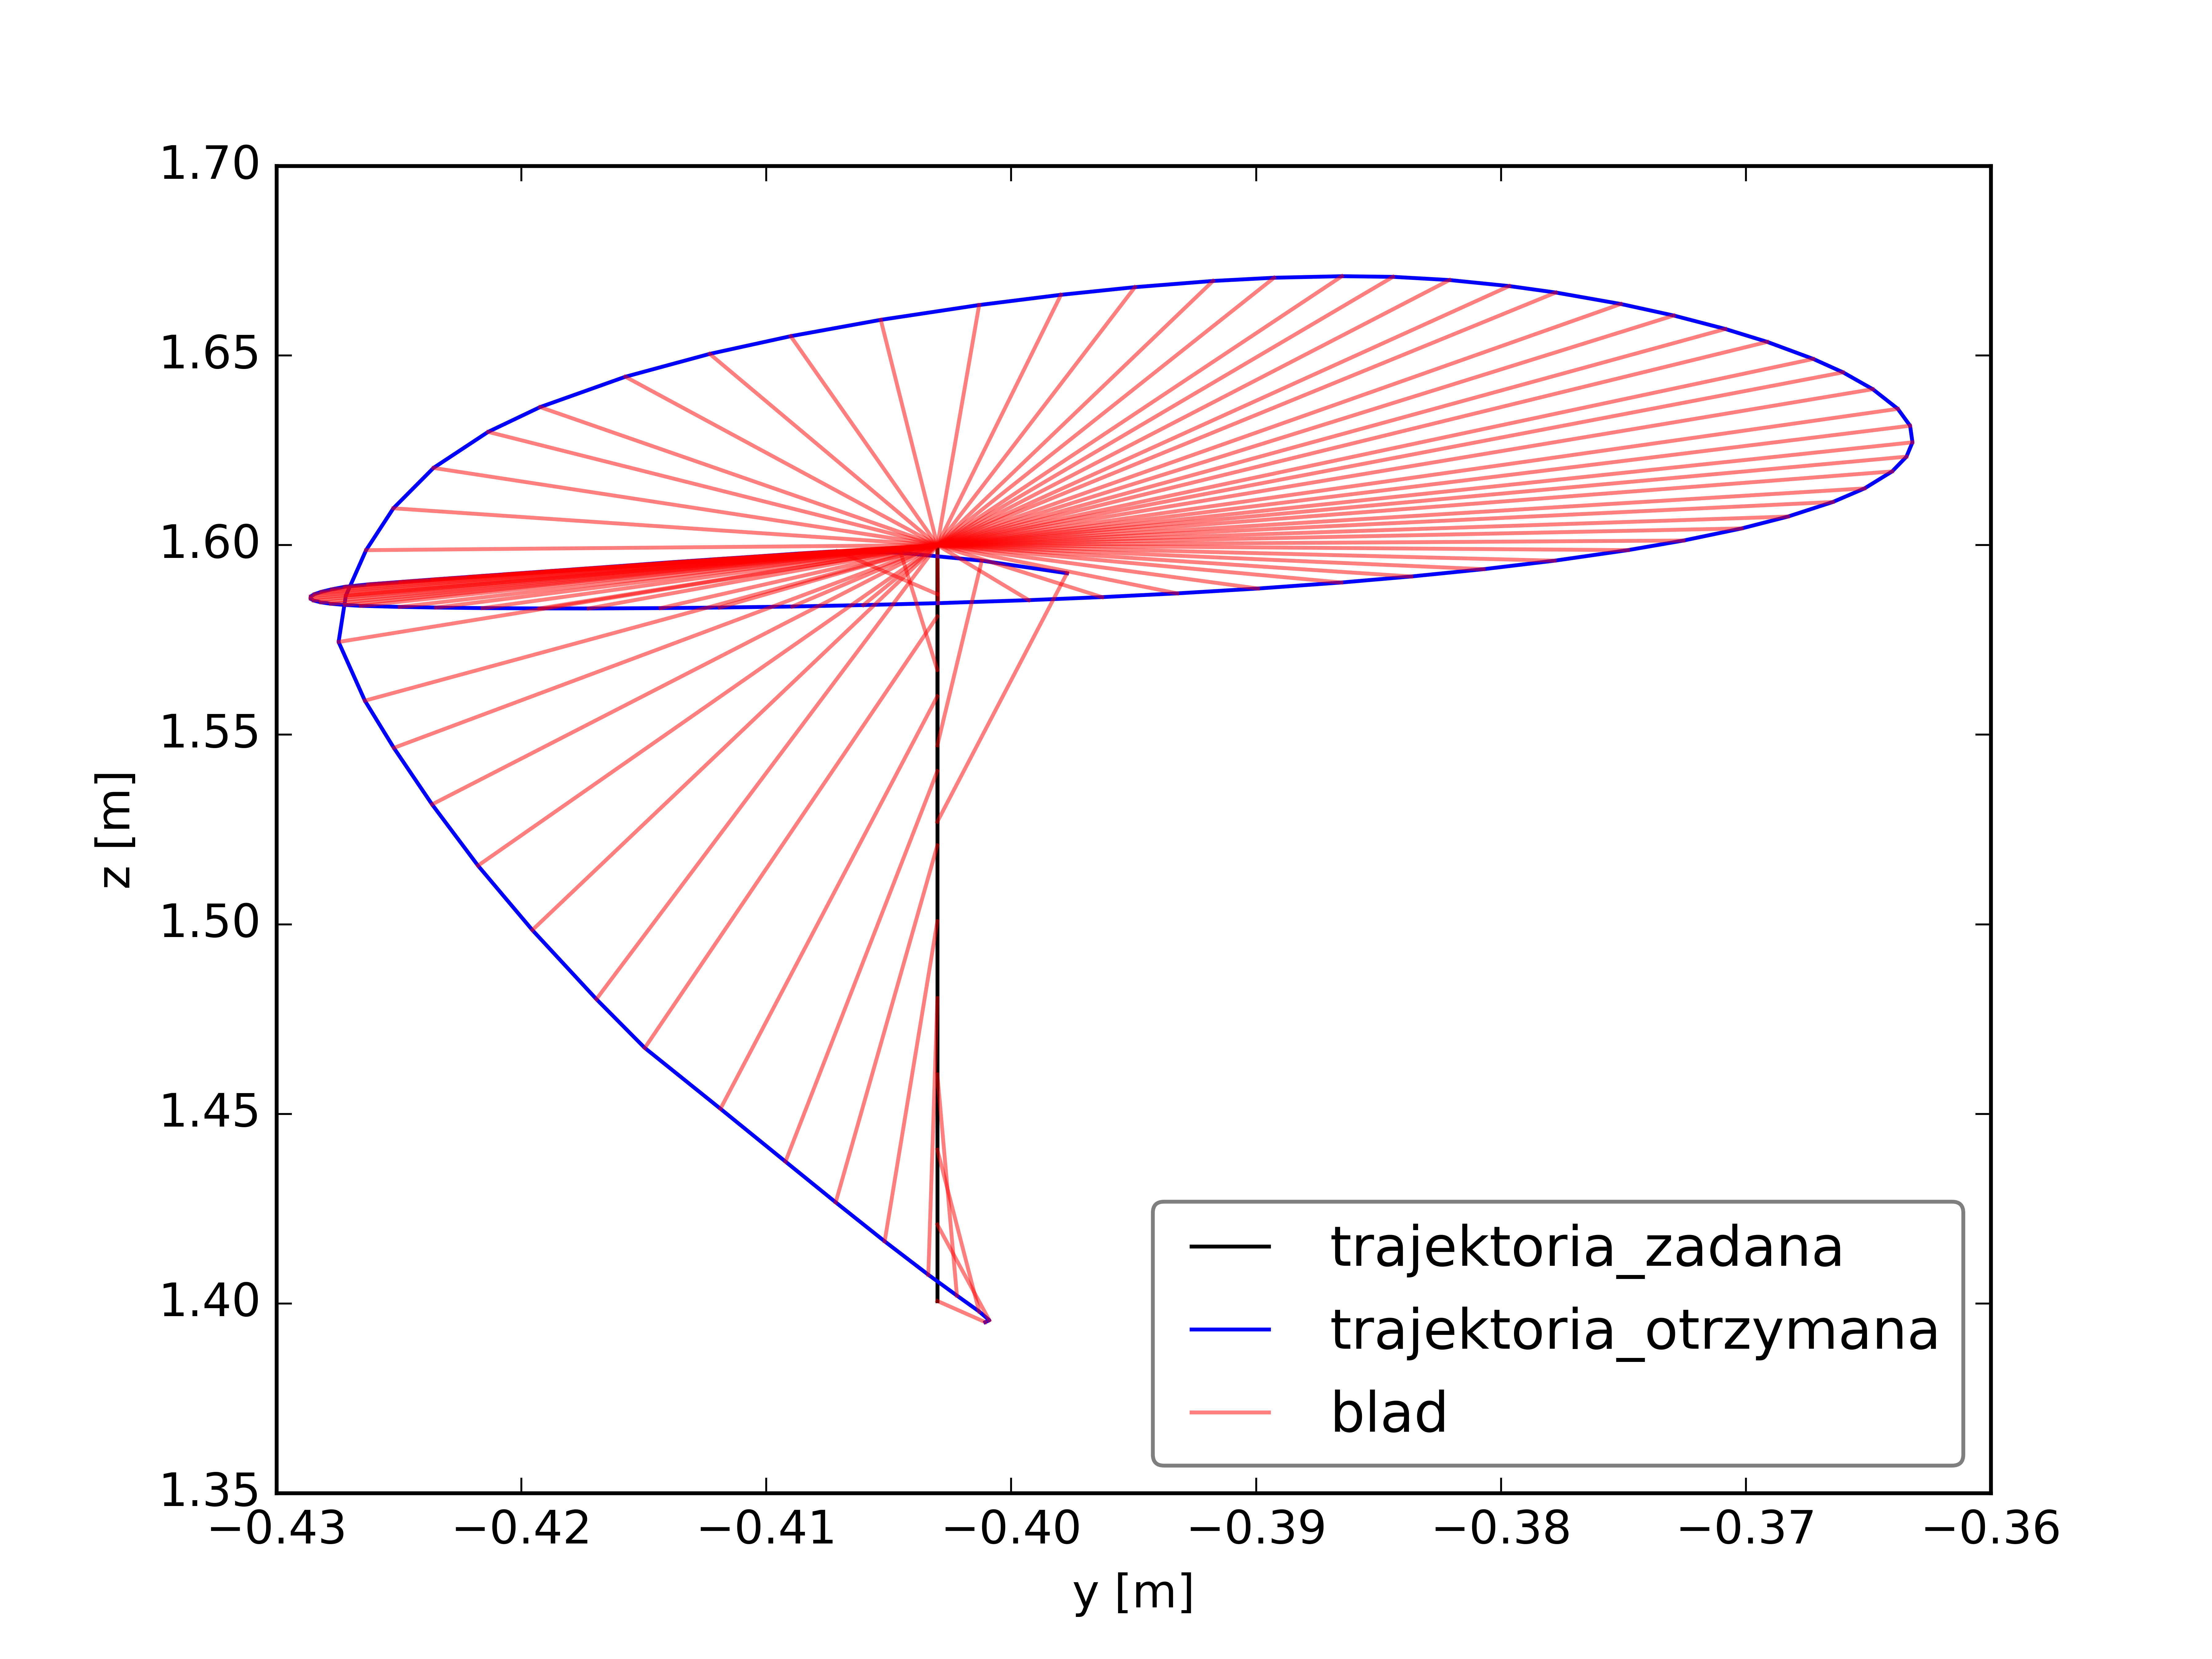 1.70
1.65
1.60
1.55
1.50
1.45
1.40
1.35
z [m]
−0.43 −0.42 −0.41 −0.40 −0.39 −0.38 −0.37 −0.36
y [m]
trajektoria_zadana
trajektoria_otrzymana
blad